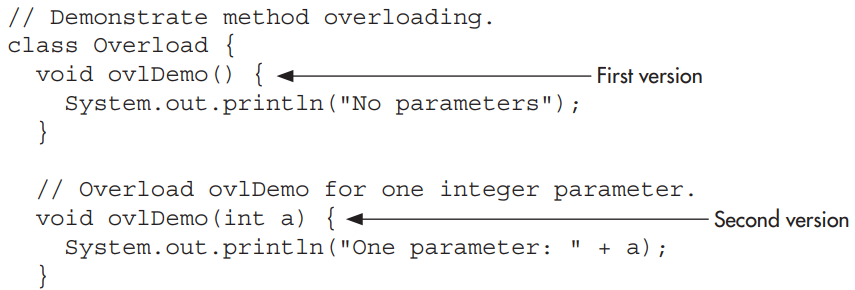 // Demonstrate method overloading.
class Overload {
  void ovlDemo() { First version
    System.out.println("No parameters");
  }

  // Overload ovlDemo for one integer parameter.
  void ovlDemo(int a) { Second version
    System.out.println("One parameter: " + a);
  }